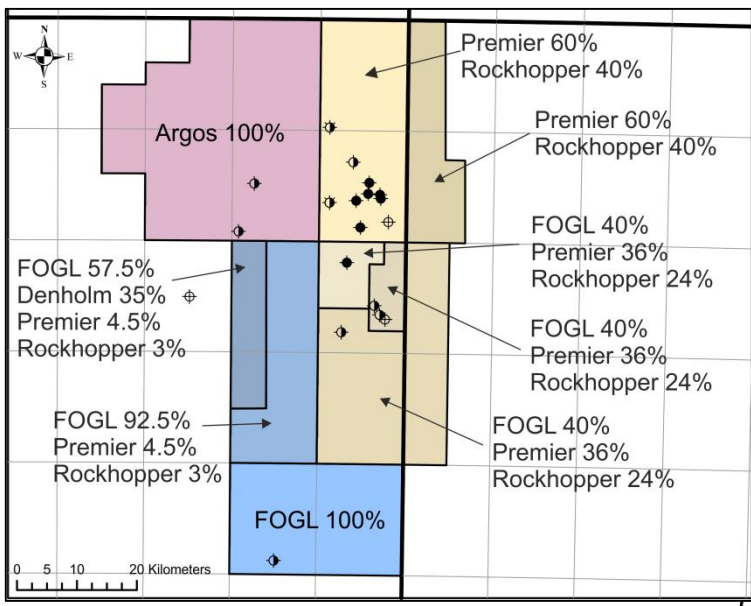 N
W E
S
Premier 60%
Rockhopper 40%
Argos 100%
Premier 60%
Rockhopper 40%
FOGL 40%
Premier 36%
Rockhopper 24%
FOGL 57.5%
Denholm 35%
Premier 4.5%
Rockhopper 3%
FOGL 40%
Premier 36%
Rockhopper 24%
FOGL 92.5%
Premier 4.5%
Rockhopper 3%
FOGL 40%
Premier 36%
Rockhopper 24%
FOGL 100%
0 5 10 20 Kilometers